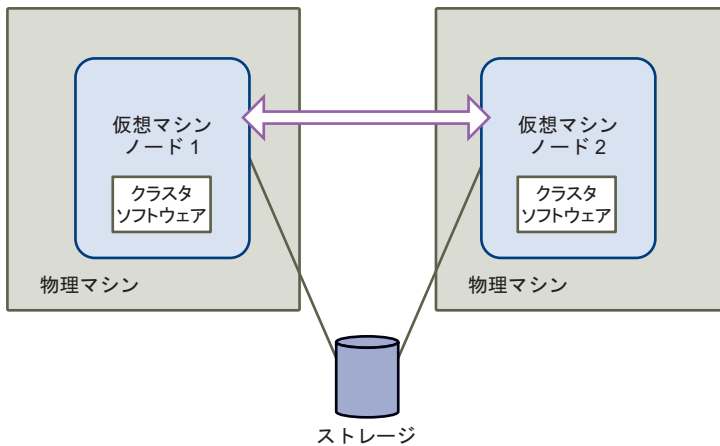 仮想マシン
ノード 1
クラスタ
ソフトウェア
物理マシン
仮想マシン
ノード 2
クラスタ
ソフトウェア
物理マシン
ストレージ